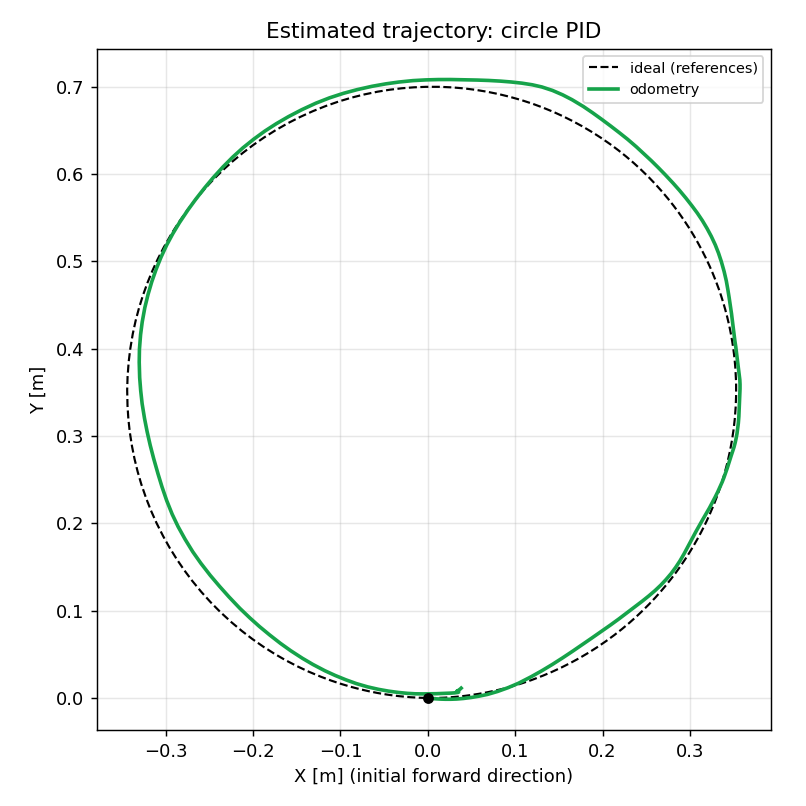 Estimated trajectory: circle PID
ideal (references)
odometry
0.7
0.6
0.5
0.4
0.3
0.2
0.1
0.0
Y [m]
−0.3 −0.2 −0.1 0.0 0.1 0.2 0.3
X [m] (initial forward direction)